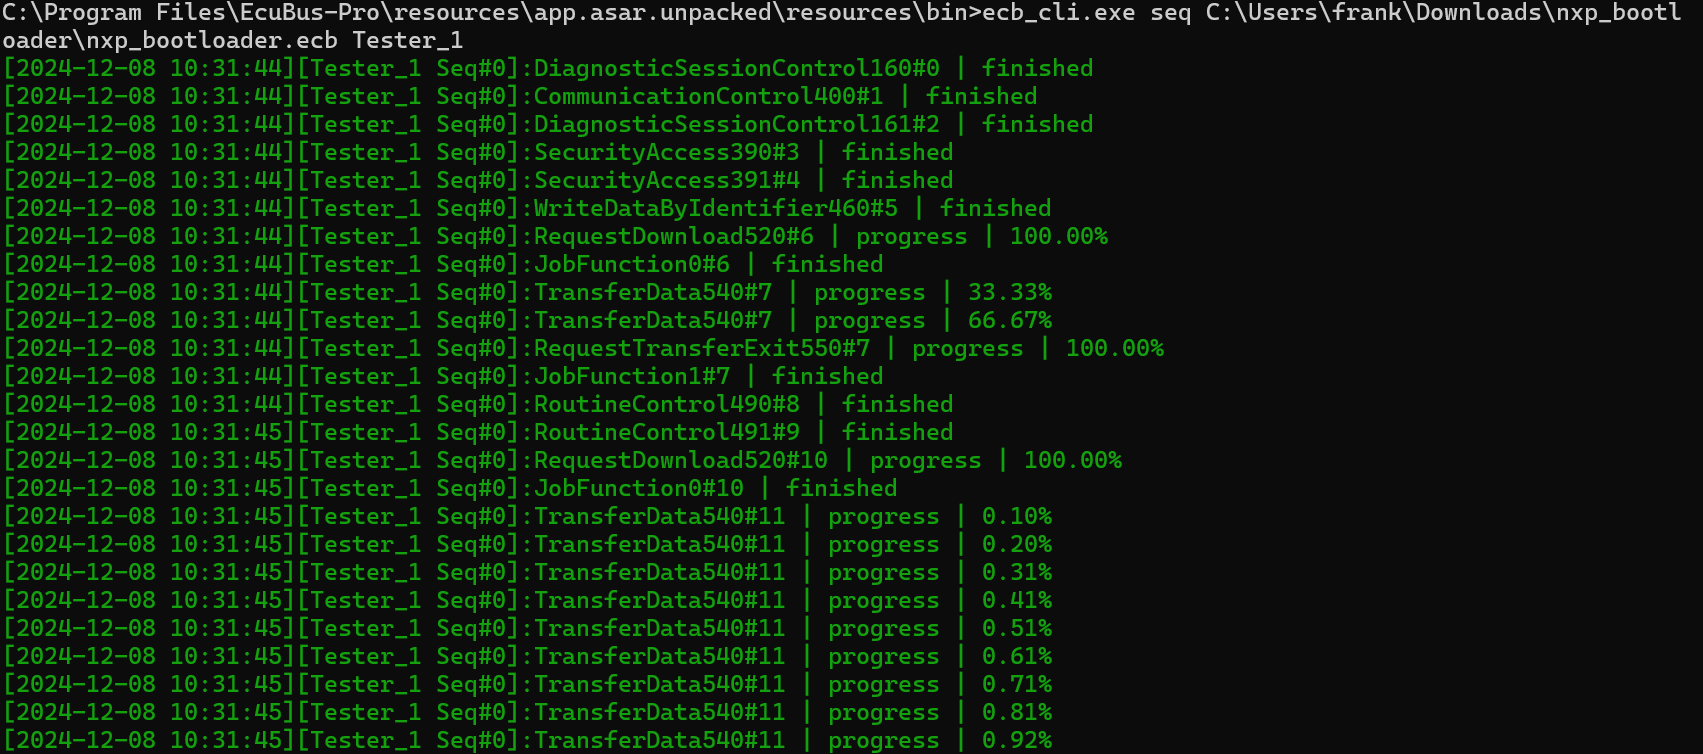 C:\Program Files\EcuBus-Pro\resources\app.asar.unpacked\resources\bin>ecb_cli.exe seq C:\Users\frank\Downloads\nxp_bootl
oader\nxp_bootloader.ecb Tester_1
[2024-12-08 10:31:44][Tester_1 Seq#0]:DiagnosticSessionControl160#0 | finished
[2024-12-08 10:31:44][Tester_1 Seq#0]:CommunicationControl400#1 | finished
[2024-12-08 10:31:44][Tester_1 Seq#0]:DiagnosticSessionControl161#2 | finished
[2024-12-08 10:31:44][Tester_1 Seq#0]:SecurityAccess390#3 | finished
[2024-12-08 10:31:44][Tester_1 Seq#0]:SecurityAccess391#4 | finished
[2024-12-08 10:31:44][Tester_1 Seq#0]:WriteDataByIdentifier460#5 | finished
[2024-12-08 10:31:44][Tester_1 Seq#0]:RequestDownload520#6 | progress | 100.00%
[2024-12-08 10:31:44][Tester_1 Seq#0]:JobFunction0#6 | finished
[2024-12-08 10:31:44][Tester_1 Seq#0]:TransferData540#7 | progress | 33.33%
[2024-12-08 10:31:44][Tester_1 Seq#0]:TransferData540#7 | progress | 66.67%
[2024-12-08 10:31:44][Tester_1 Seq#0]:RequestTransferExit550#7 | progress | 100.00%
[2024-12-08 10:31:44][Tester_1 Seq#0]:JobFunction1#7 | finished
[2024-12-08 10:31:44][Tester_1 Seq#0]:RoutineControl490#8 | finished
[2024-12-08 10:31:45][Tester_1 Seq#0]:RoutineControl491#9 | finished
[2024-12-08 10:31:45][Tester_1 Seq#0]:RequestDownload520#10 | progress | 100.00%
[2024-12-08 10:31:45][Tester_1 Seq#0]:JobFunction0#10 | finished
[2024-12-08 10:31:45][Tester_1 Seq#0]:TransferData540#11 | progress | 0.10%
[2024-12-08 10:31:45][Tester_1 Seq#0]:TransferData540#11 | progress | 0.20%
[2024-12-08 10:31:45][Tester_1 Seq#0]:TransferData540#11 | progress | 0.31%
[2024-12-08 10:31:45][Tester_1 Seq#0]:TransferData540#11 | progress | 0.41%
[2024-12-08 10:31:45][Tester_1 Seq#0]:TransferData540#11 | progress | 0.51%
[2024-12-08 10:31:45][Tester_1 Seq#0]:TransferData540#11 | progress | 0.61%
[2024-12-08 10:31:45][Tester_1 Seq#0]:TransferData540#11 | progress | 0.71%
[2024-12-08 10:31:45][Tester_1 Seq#0]:TransferData540#11 | progress | 0.81%
[2024-12-08 10:31:45][Tester_1 Seq#0]:TransferData540#11 | progress | 0.92%